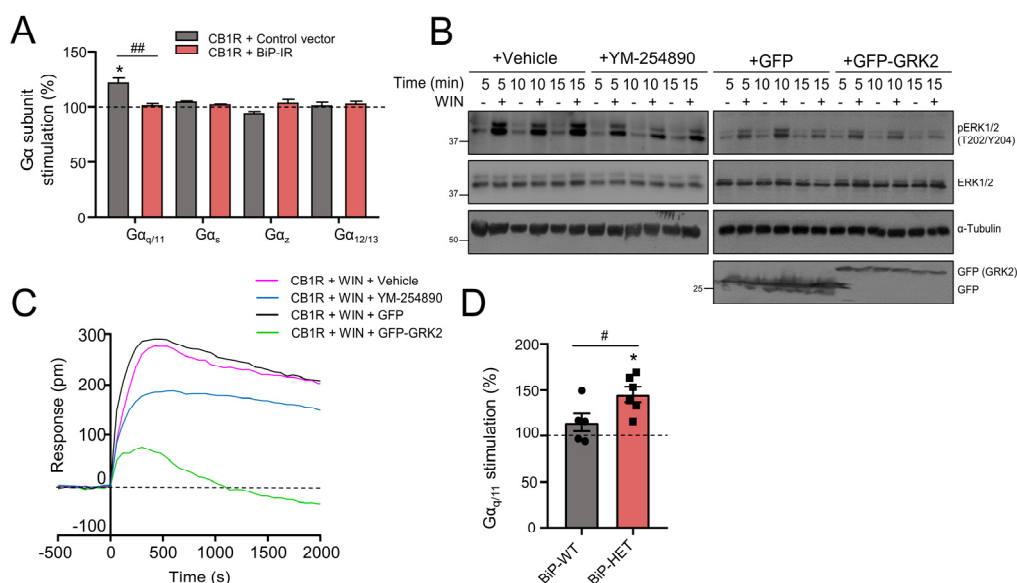 A
CB1R + Control vector
CB1R + BiP-IR
Gα subunit
stimulation (%)
150
100
50
100
50
0
*
##
Gαq/11
Gαs
Gαz
Gα12/13
B
+Vehicle
+YM-254890
+GFP
+GFP-GRK2
Time (min) 5 5 10 10 15 15 5 5 10 10 15 15 5 5 10 10 15 15 5 5 10 10 15 15
WIN - + - + - + - + - + - + - + - + - + - + - + - +
37
pERK1/2
(T202/Y204)
37
ERK1/2
50
α-Tubulin
25
GFP (GRK2)
GFP
C
CB1R + WIN + Vehicle
CB1R + WIN + YM-254890
CB1R + WIN + GFP
CB1R + WIN + GFP-GRK2
Response (pm)
300
200
100
0
-100
-500 0 500 1000 1500 2000
Time (s)
D
Gαq/11 stimulation (%)
200
150
100
50
0
#
*
BiP-WT
BiP-HET